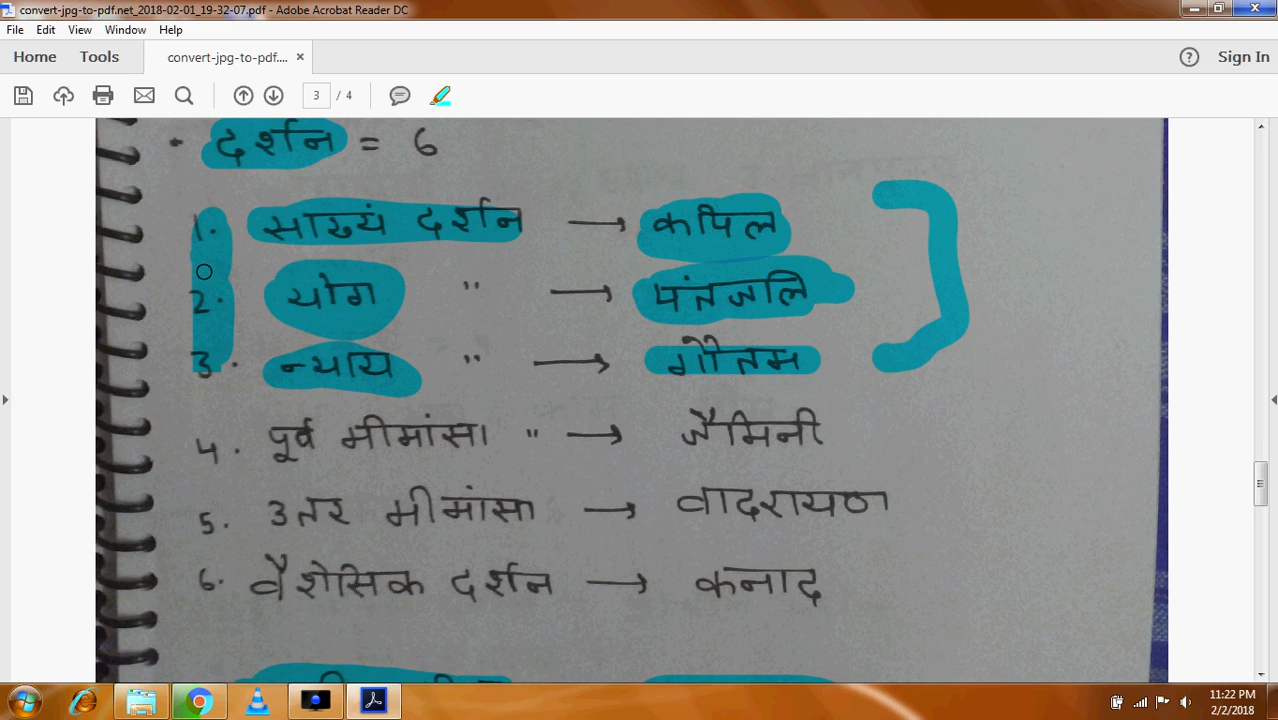 convert-jpg-to-pdf.net_2018-02-01_19-32-07.pdf - Adobe Acrobat Reader DC
File Edit View Window Help
Home Tools convert-jpg-to-pdf.... × ? Sign In
3 / 4
दर्शन = 6
1. साख्यं दर्शन → कपिल
2. योग " → पंतजलि
3. न्याय " → गौतम
4. पूर्व मीमांसा " → जैमिनी
5. उतर मीमांसा → वादरायण
6. वैशेसिक दर्शन → कनाद
11:22 PM
2/2/2018